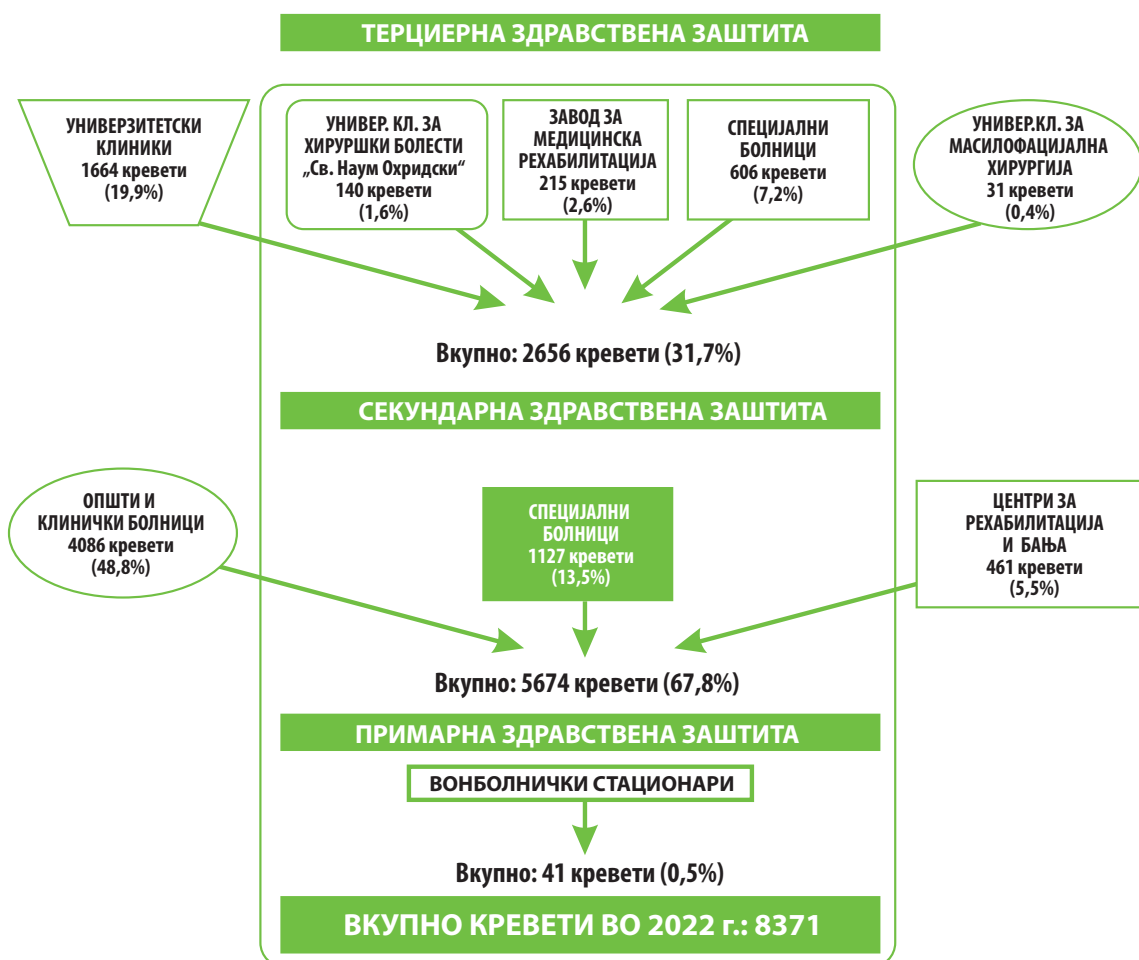 ТЕРЦИЕРНА ЗДРАВСТВЕНА ЗАШТИТА
УНИВЕРЗИТЕТСКИ
КЛИНИКИ
1664 кревети
(19,9%)
УНИВЕР. КЛ. ЗА
ХИРУРШКИ БОЛЕСТИ
„Св. Наум Охридски“
140 кревети
(1,6%)
ЗАВОД ЗА
МЕДИЦИНСКА
РЕХАБИЛИТАЦИЈА
215 кревети
(2,6%)
СПЕЦИЈАЛНИ
БОЛНИЦИ
606 кревети
(7,2%)
УНИВЕР.КЛ. ЗА
МАСИЛОФАЦИЈАЛНА
ХИРУРГИЈА
31 кревети
(0,4%)
Вкупно: 2656 кревети (31,7%)
СЕКУНДАРНА ЗДРАВСТВЕНА ЗАШТИТА
ОПШТИ И
КЛИНИЧКИ БОЛНИЦИ
4086 кревети
(48,8%)
СПЕЦИЈАЛНИ
БОЛНИЦИ
1127 кревети
(13,5%)
ЦЕНТРИ ЗА
РЕХАБИЛИТАЦИЈА
И БАЊА
461 кревети
(5,5%)
Вкупно: 5674 кревети (67,8%)
ПРИМАРНА ЗДРАВСТВЕНА ЗАШТИТА
ВОНБОЛНИЧКИ СТАЦИОНАРИ
Вкупно: 41 кревети (0,5%)
ВКУПНО КРЕВЕТИ ВО 2022 г.: 8371